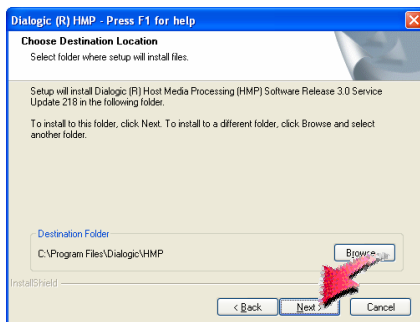 Dialogic (R) HMP - Press F1 for help
Choose Destination Location
Select folder where setup will install files.
Setup will install Dialogic (R) Host Media Processing (HMP) Software Release 3.0 Service
Update 218 in the following folder.
To install to this folder, click Next. To install to a different folder, click Browse and select
another folder.
Destination Folder
C:\Program Files\Dialogic\HMP
Browse...
InstallShield
< Back
Next >
Cancel